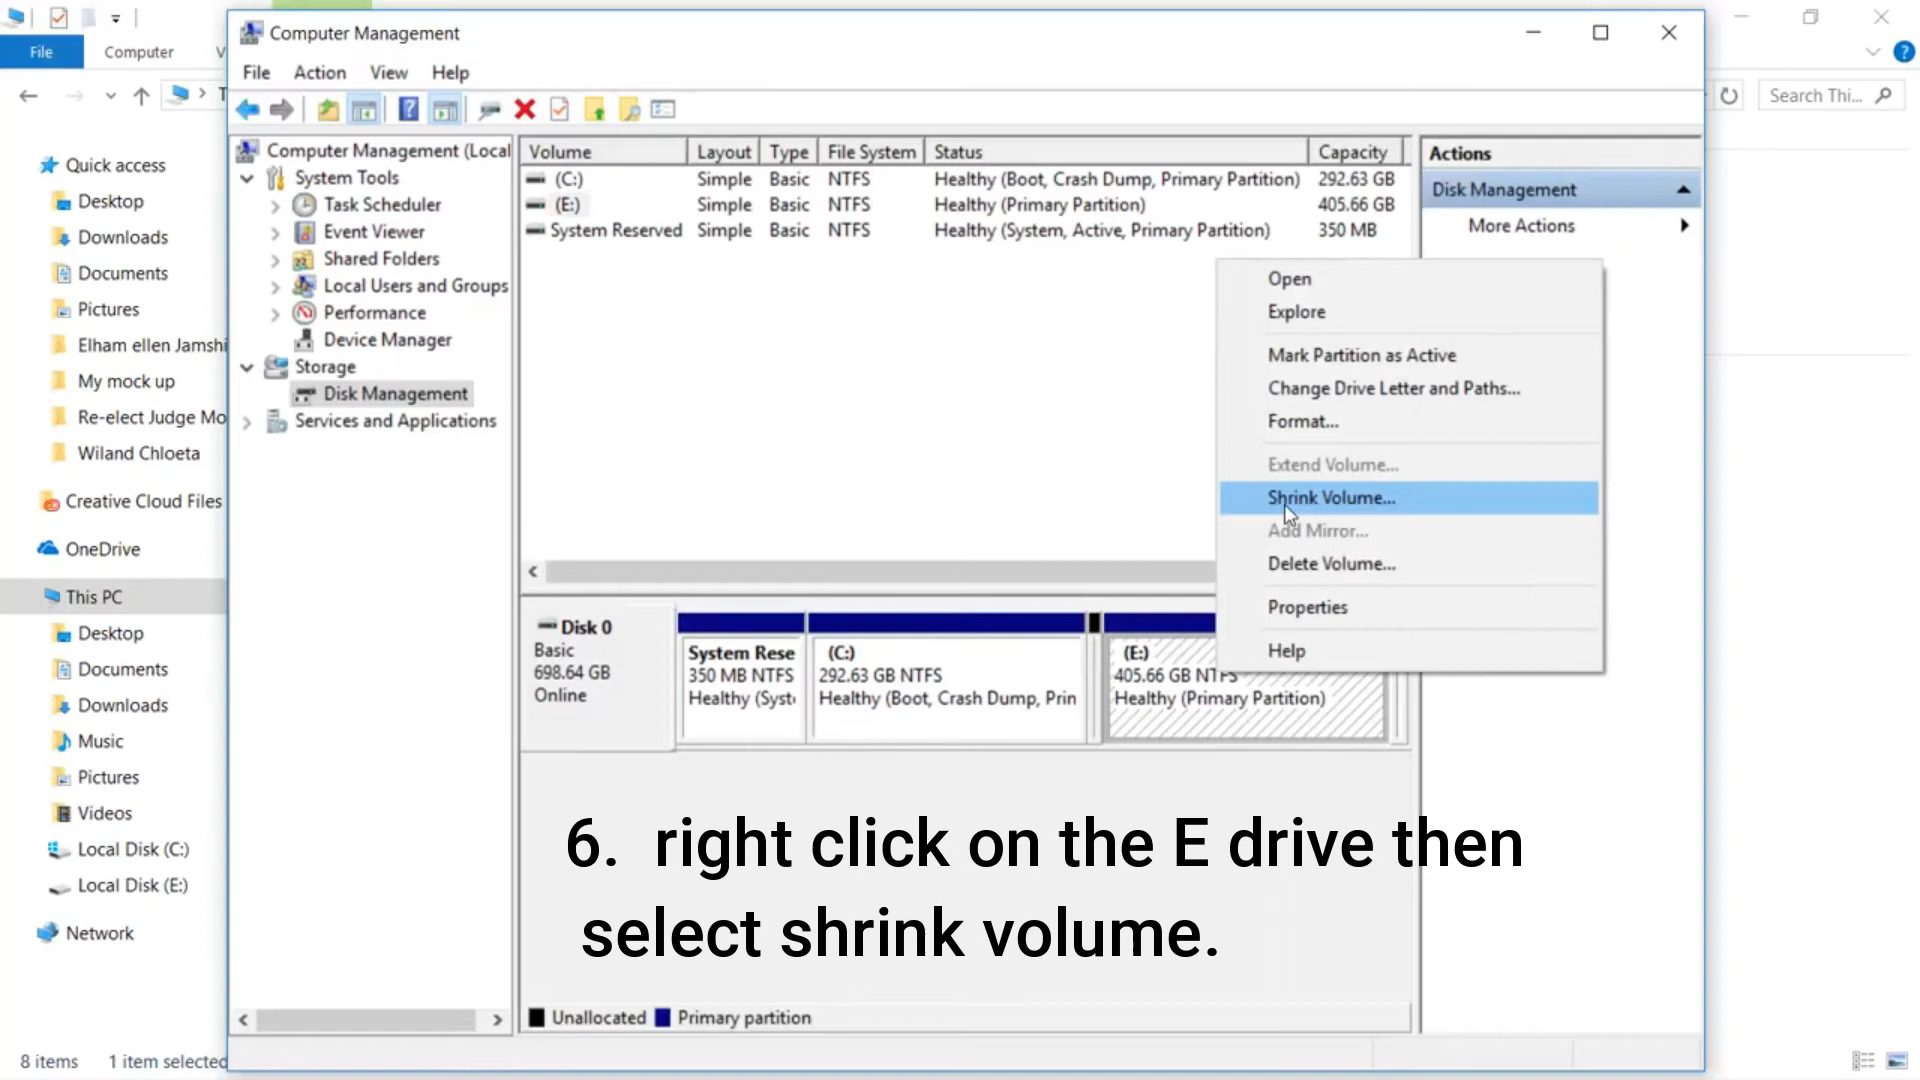 Computer Management
File
Computer
File Action View Help
Search Thi...
Quick access
Desktop
Downloads
Documents
Pictures
Elham ellen Jamshi
My mock up
Re-elect Judge Mo
Wiland Chloeta
Creative Cloud Files
OneDrive
This PC
Desktop
Documents
Downloads
Music
Pictures
Videos
Local Disk (C:)
Local Disk (E:)
Network
8 items 1 item selected
Computer Management (Local
System Tools
Task Scheduler
Event Viewer
Shared Folders
Local Users and Groups
Performance
Device Manager
Storage
Disk Management
Services and Applications
Volume Layout Type File System Status Capacity
(C:) Simple Basic NTFS Healthy (Boot, Crash Dump, Primary Partition) 292.63 GB
(E:) Simple Basic NTFS Healthy (Primary Partition) 405.66 GB
System Reserved Simple Basic NTFS Healthy (System, Active, Primary Partition) 350 MB
Actions
Disk Management
More Actions
Open
Explore
Mark Partition as Active
Change Drive Letter and Paths...
Format...
Extend Volume...
Shrink Volume...
Add Mirror...
Delete Volume...
Properties
Help
Disk 0
Basic
698.64 GB
Online
System Rese
350 MB NTFS
Healthy (Syst
(C:)
292.63 GB NTFS
Healthy (Boot, Crash Dump, Prin
(E:)
405.66 GB NTFS
Healthy (Primary Partition)
6. right click on the E drive then
select shrink volume.
Unallocated Primary partition